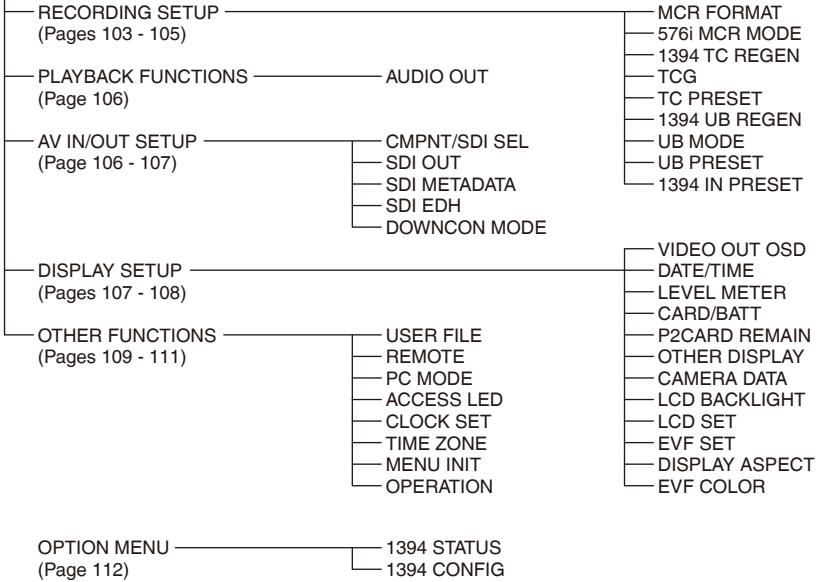 RECORDING SETUP
(Pages 103 - 105)
MCR FORMAT
576i MCR MODE
1394 TC REGEN
TCG
TC PRESET
1394 UB REGEN
UB MODE
UB PRESET
1394 IN PRESET
PLAYBACK FUNCTIONS
(Page 106)
AUDIO OUT
AV IN/OUT SETUP
(Page 106 - 107)
CMPNT/SDI SEL
SDI OUT
SDI METADATA
SDI EDH
DOWNCON MODE
DISPLAY SETUP
(Pages 107 - 108)
VIDEO OUT OSD
DATE/TIME
LEVEL METER
CARD/BATT
P2CARD REMAIN
OTHER DISPLAY
CAMERA DATA
LCD BACKLIGHT
LCD SET
EVF SET
DISPLAY ASPECT
EVF COLOR
OTHER FUNCTIONS
(Pages 109 - 111)
USER FILE
REMOTE
PC MODE
ACCESS LED
CLOCK SET
TIME ZONE
MENU INIT
OPERATION
OPTION MENU
(Page 112)
1394 STATUS
1394 CONFIG